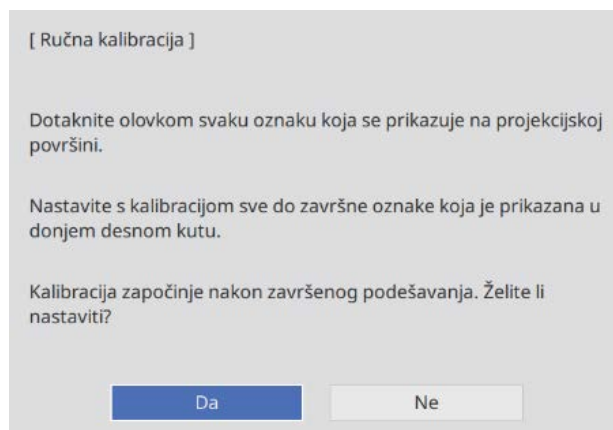 [ Ručna kalibracija ]
Dotaknite olovkom svaku oznaku koja se prikazuje na projekcijskoj
površini.
Nastavite s kalibracijom sve do završne oznake koja je prikazana u
donjem desnom kutu.
Kalibracija započinje nakon završenog podešavanja. Želite li
nastaviti?
Da
Ne